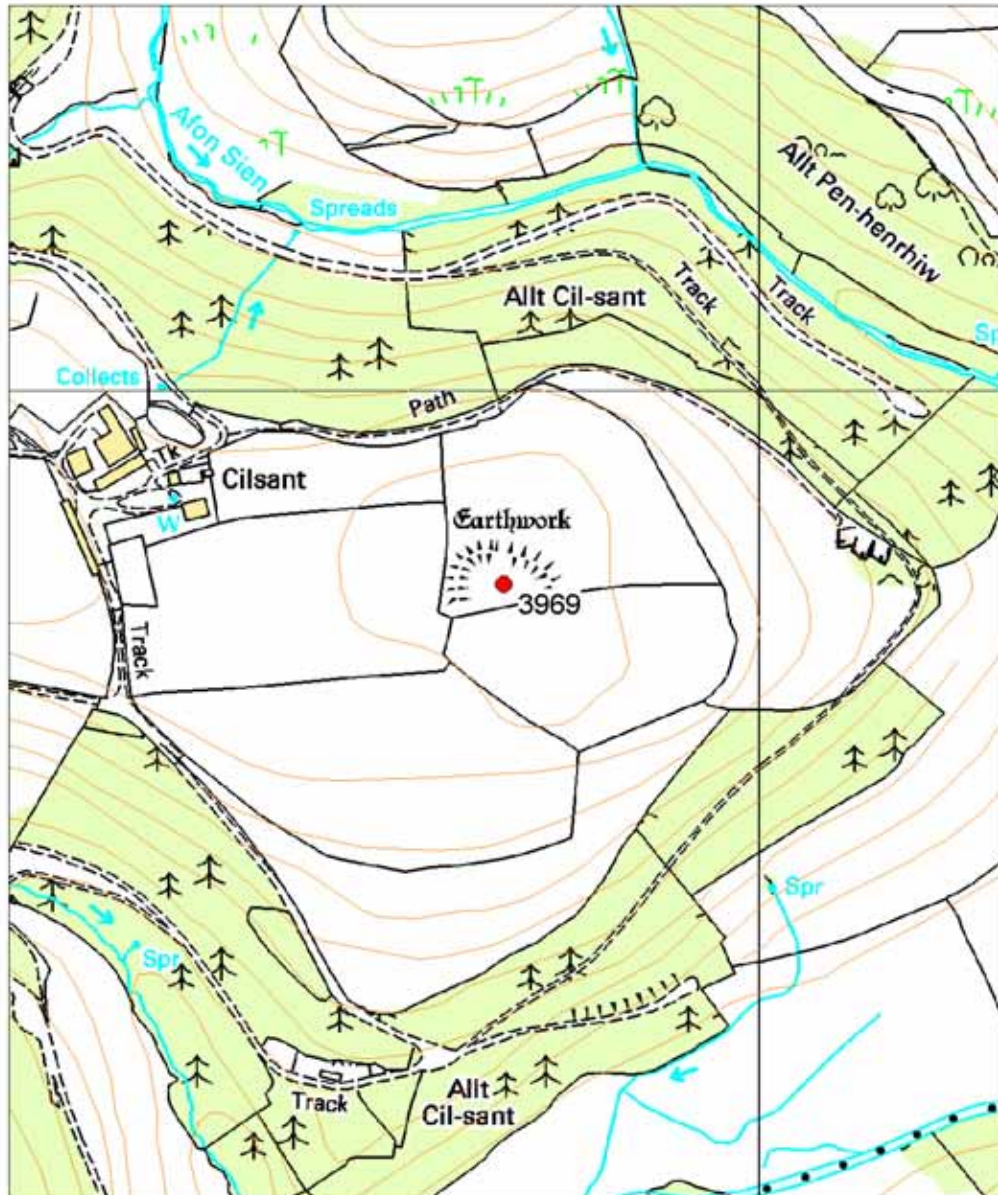 Afon Sien
Spreads
Allt Pen-henrhiw
Track
Track
Allt Cil-sant
Sp
Collects
Path
Tk
Cilsant
W
Earthwork
3969
Track
Spr
Spr
Track
Allt
Cil-sant